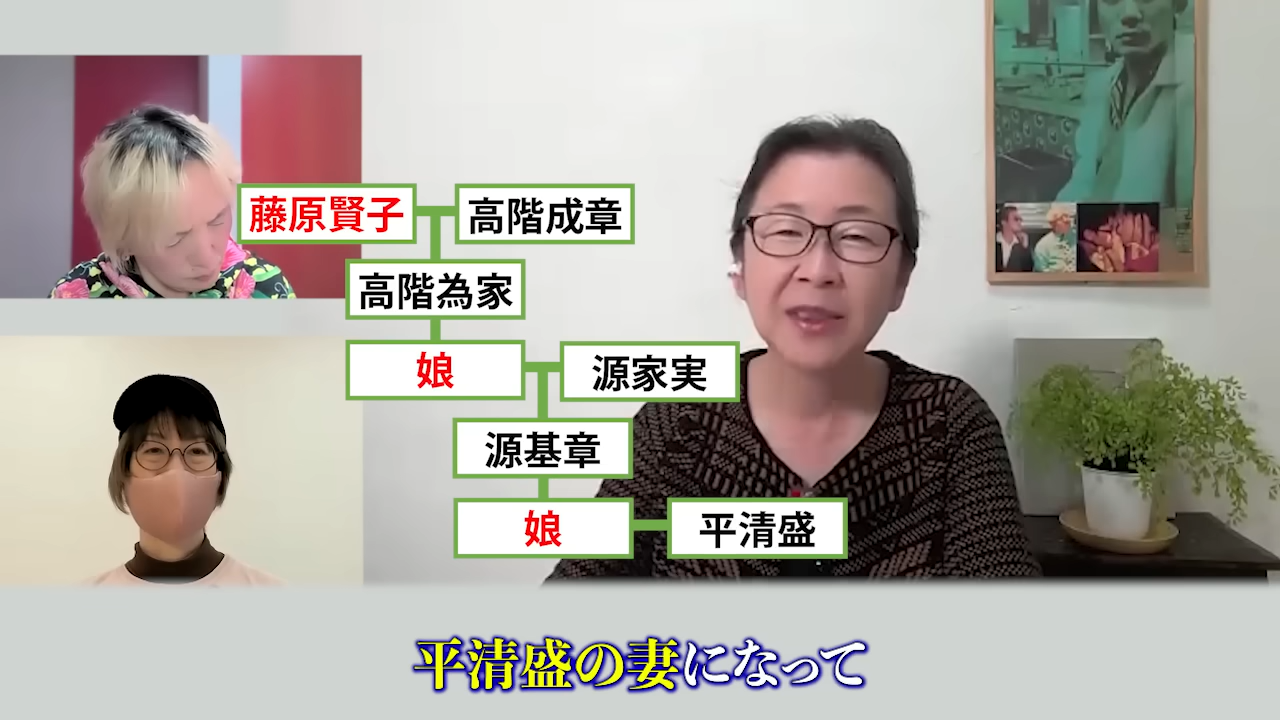 藤原賢子
高階成章
高階為家
娘
源家実
源基章
娘
平清盛
平清盛の妻になって